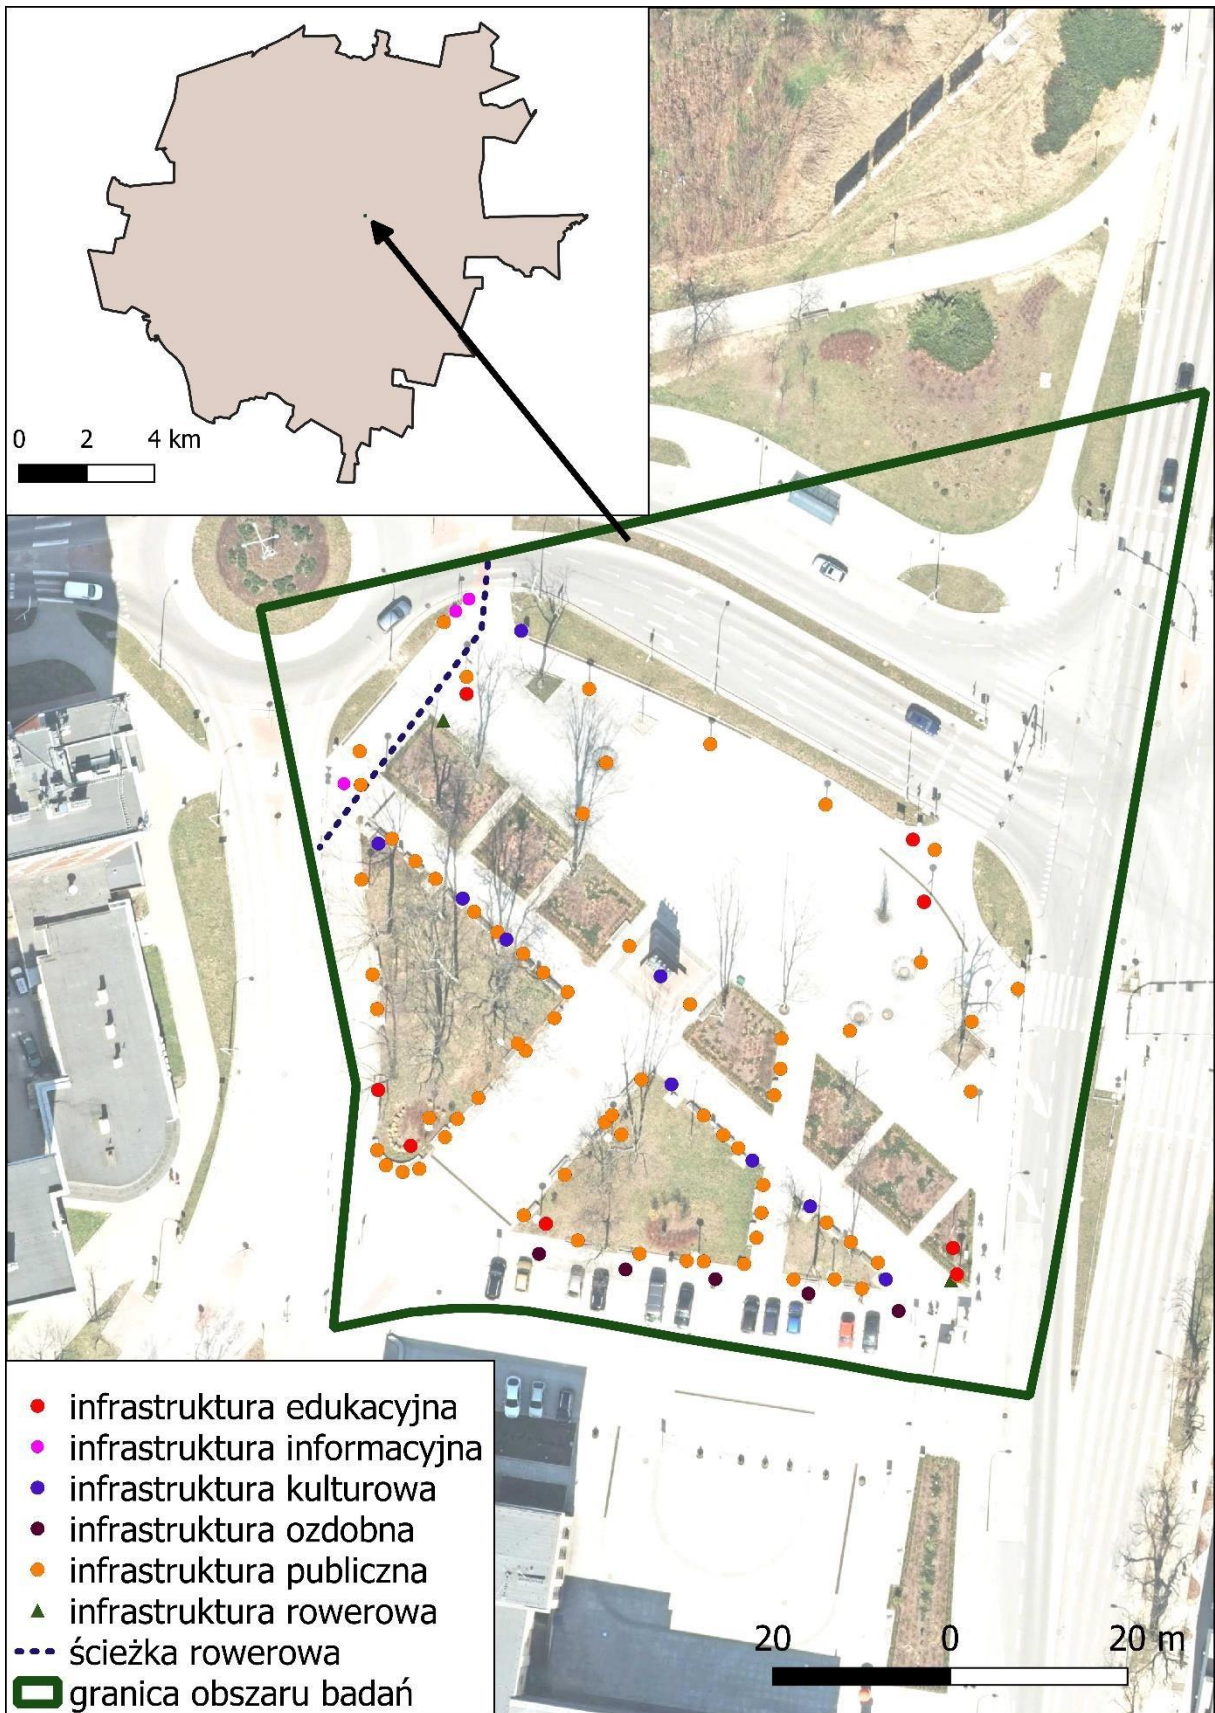 0 2 4 km
infrastruktura edukacyjna
infrastruktura informacyjna
infrastruktura kulturowa
infrastruktura ozdobna
infrastruktura publiczna
infrastruktura rowerowa
ścieżka rowerowa
granica obszaru badań
20 0 20 m